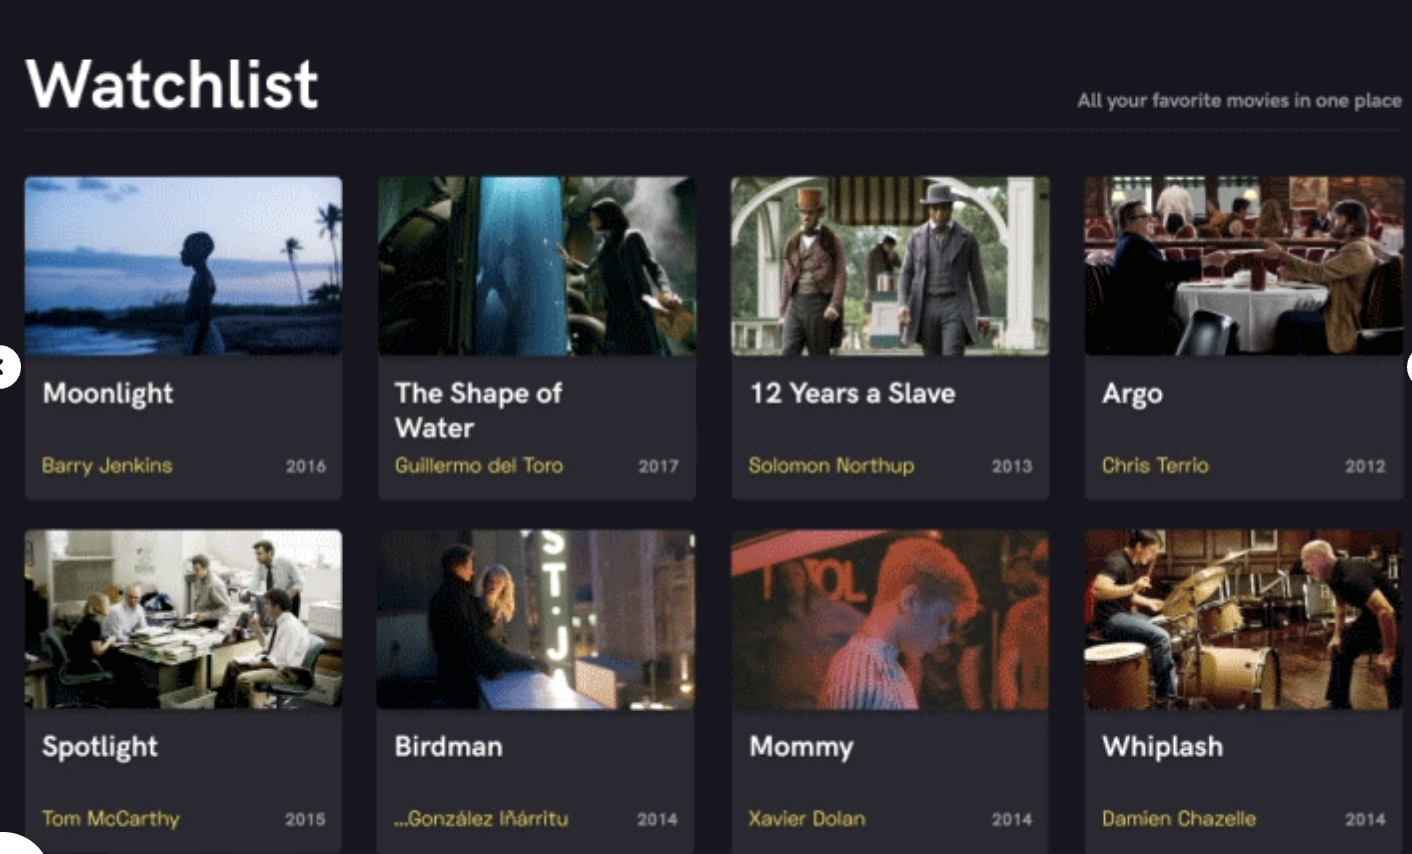 Watchlist
All your favorite movies in one place
Moonlight
Barry Jenkins 2016
The Shape of
Water
Guillermo del Toro 2017
12 Years a Slave
Solomon Northup 2013
Argo
Chris Terrio 2012
ST·J
Spotlight
Tom McCarthy 2015
Birdman
...González Iñárritu 2014
Mommy
Xavier Dolan 2014
Whiplash
Damien Chazelle 2014